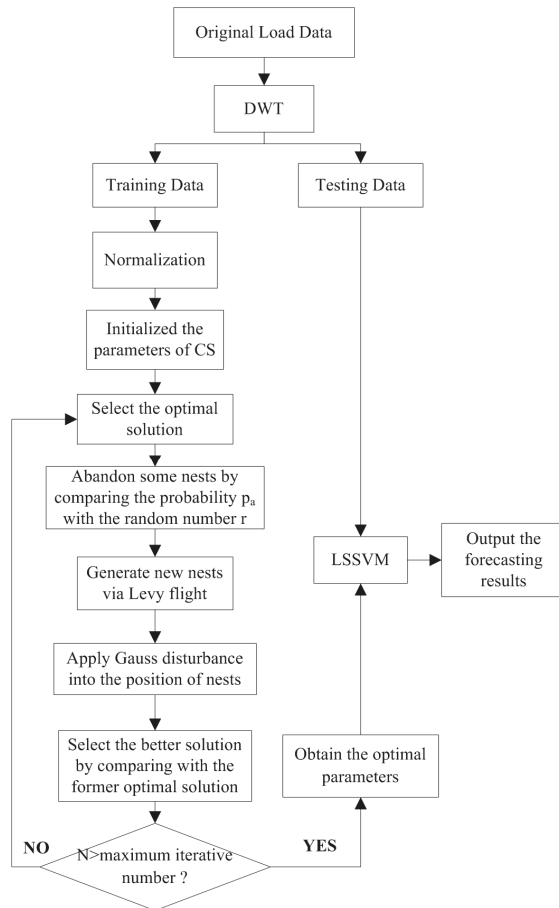 Original Load Data
DWT
Training Data
Testing Data
Normalization
Initialized the
parameters of CS
Select the optimal
solution
Abandon some nests by
comparing the probability pa
with the random number r
Generate new nests
via Levy flight
LSSVM
Output the
forecasting
results
Apply Gauss disturbance
into the position of nests
Select the better solution
by comparing with the
former optimal solution
Obtain the optimal
parameters
NO
N>maximum iterative
number ?
YES